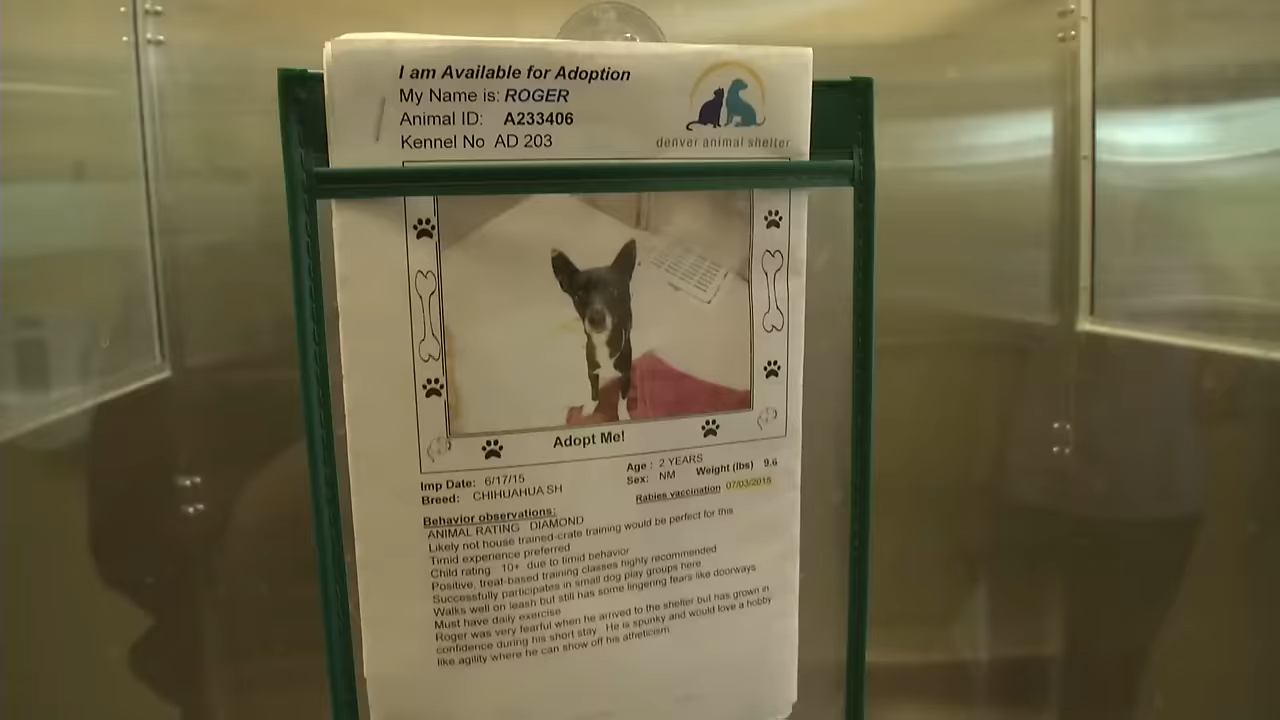 I am Available for Adoption
My Name is: ROGER
Animal ID: A233406
Kennel No AD 203
denver animal shelter
Adopt Me!
Imp Date: 6/17/15
Breed: CHIHUAHUA SH
Age : 2 YEARS
Sex: NM Weight (lbs) 9.6
Rabies vaccination 07/03/2015
Behavior observations:
ANIMAL RATING DIAMOND
Likely not house trained-crate training would be perfect for this
Timid experience preferred
Child rating 10+ due to timid behavior
Positive, treat-based training classes highly recommended
Successfully participates in small dog play groups here
Walks well on leash but still has some lingering fears like doorways
Must have daily exercise
Roger was very fearful when he arrived to the shelter but has grown in
confidence during his short stay. He is spunky and would love a hobby
like agility where he can show off his atheticism.